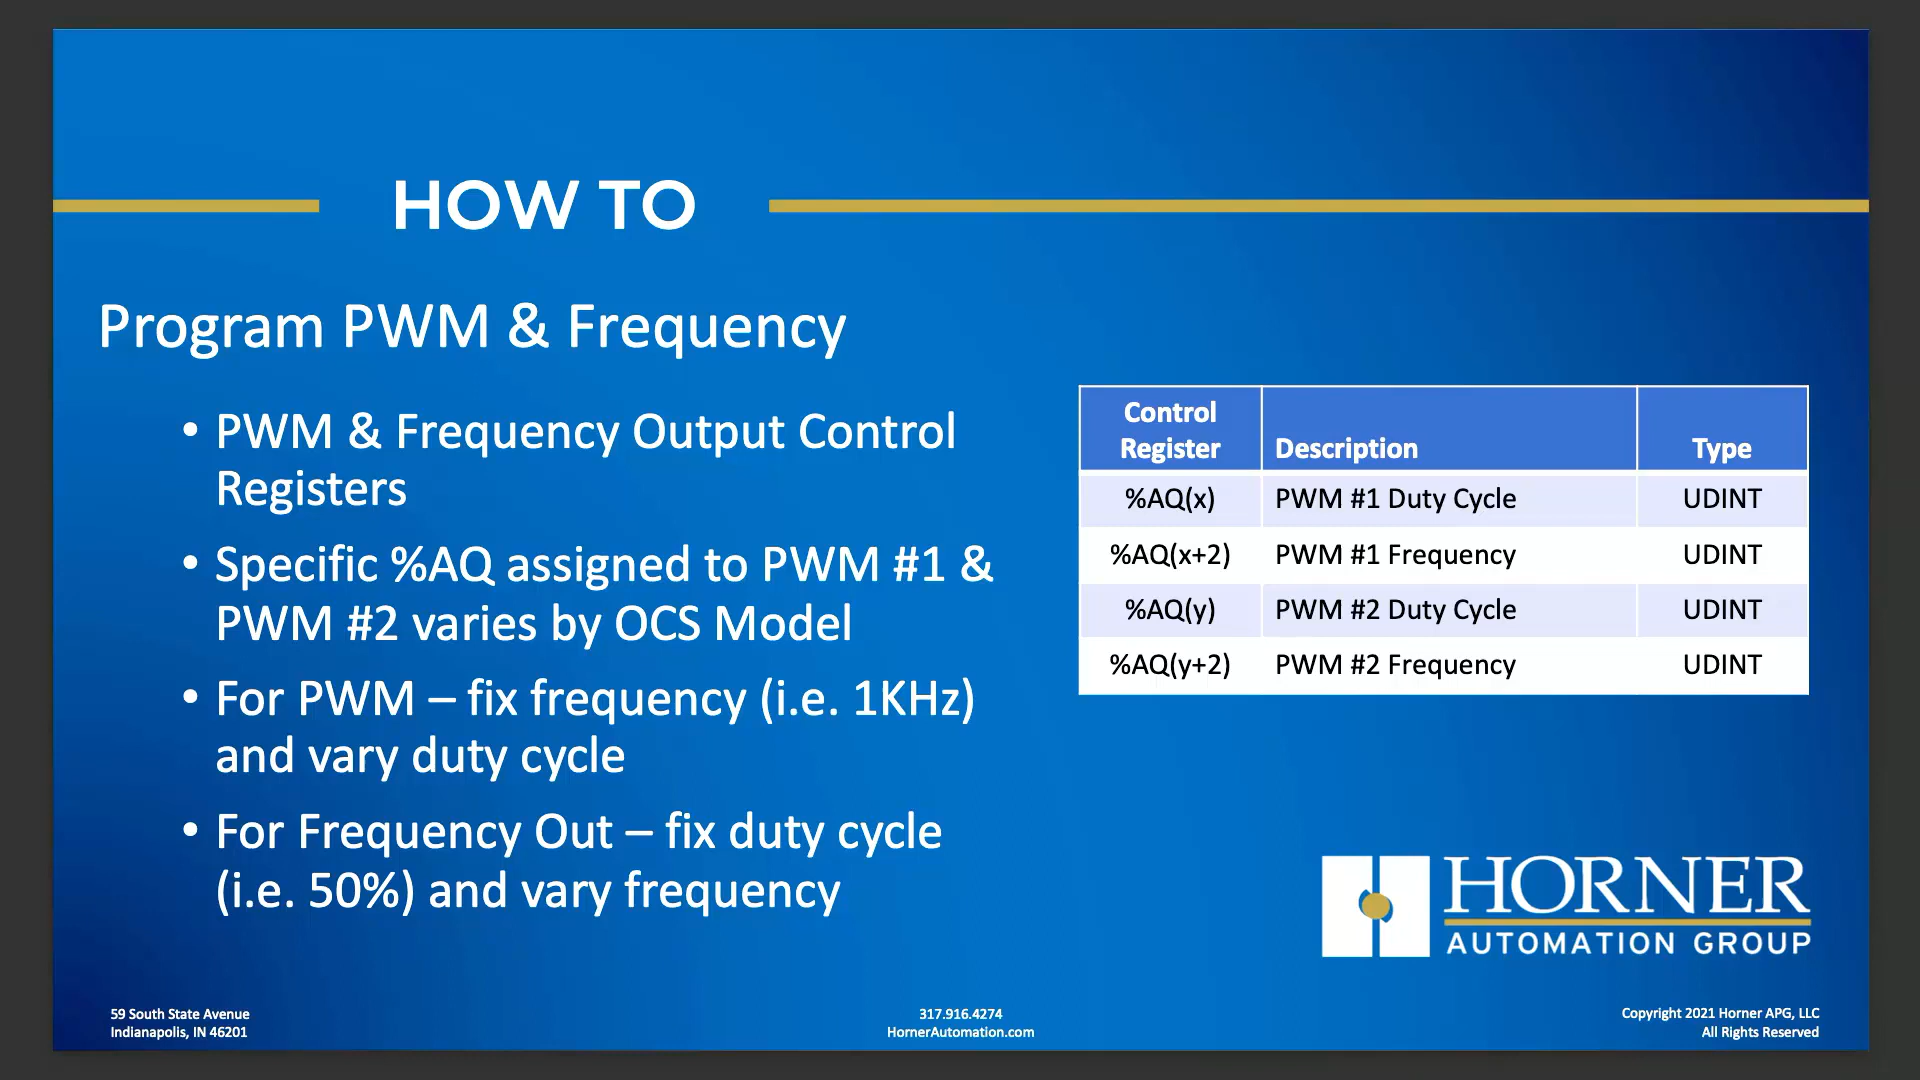 HOW TO
Program PWM & Frequency
• PWM & Frequency Output Control
Registers
• Specific %AQ assigned to PWM #1 &
PWM #2 varies by OCS Model
• For PWM – fix frequency (i.e. 1KHz)
and vary duty cycle
• For Frequency Out – fix duty cycle
(i.e. 50%) and vary frequency
Control
Register Description Type
%AQ(x) PWM #1 Duty Cycle UDINT
%AQ(x+2) PWM #1 Frequency UDINT
%AQ(y) PWM #2 Duty Cycle UDINT
%AQ(y+2) PWM #2 Frequency UDINT
HORNER
AUTOMATION GROUP
59 South State Avenue
Indianapolis, IN 46201
317.916.4274
HornerAutomation.com
Copyright 2021 Horner APG, LLC
All Rights Reserved